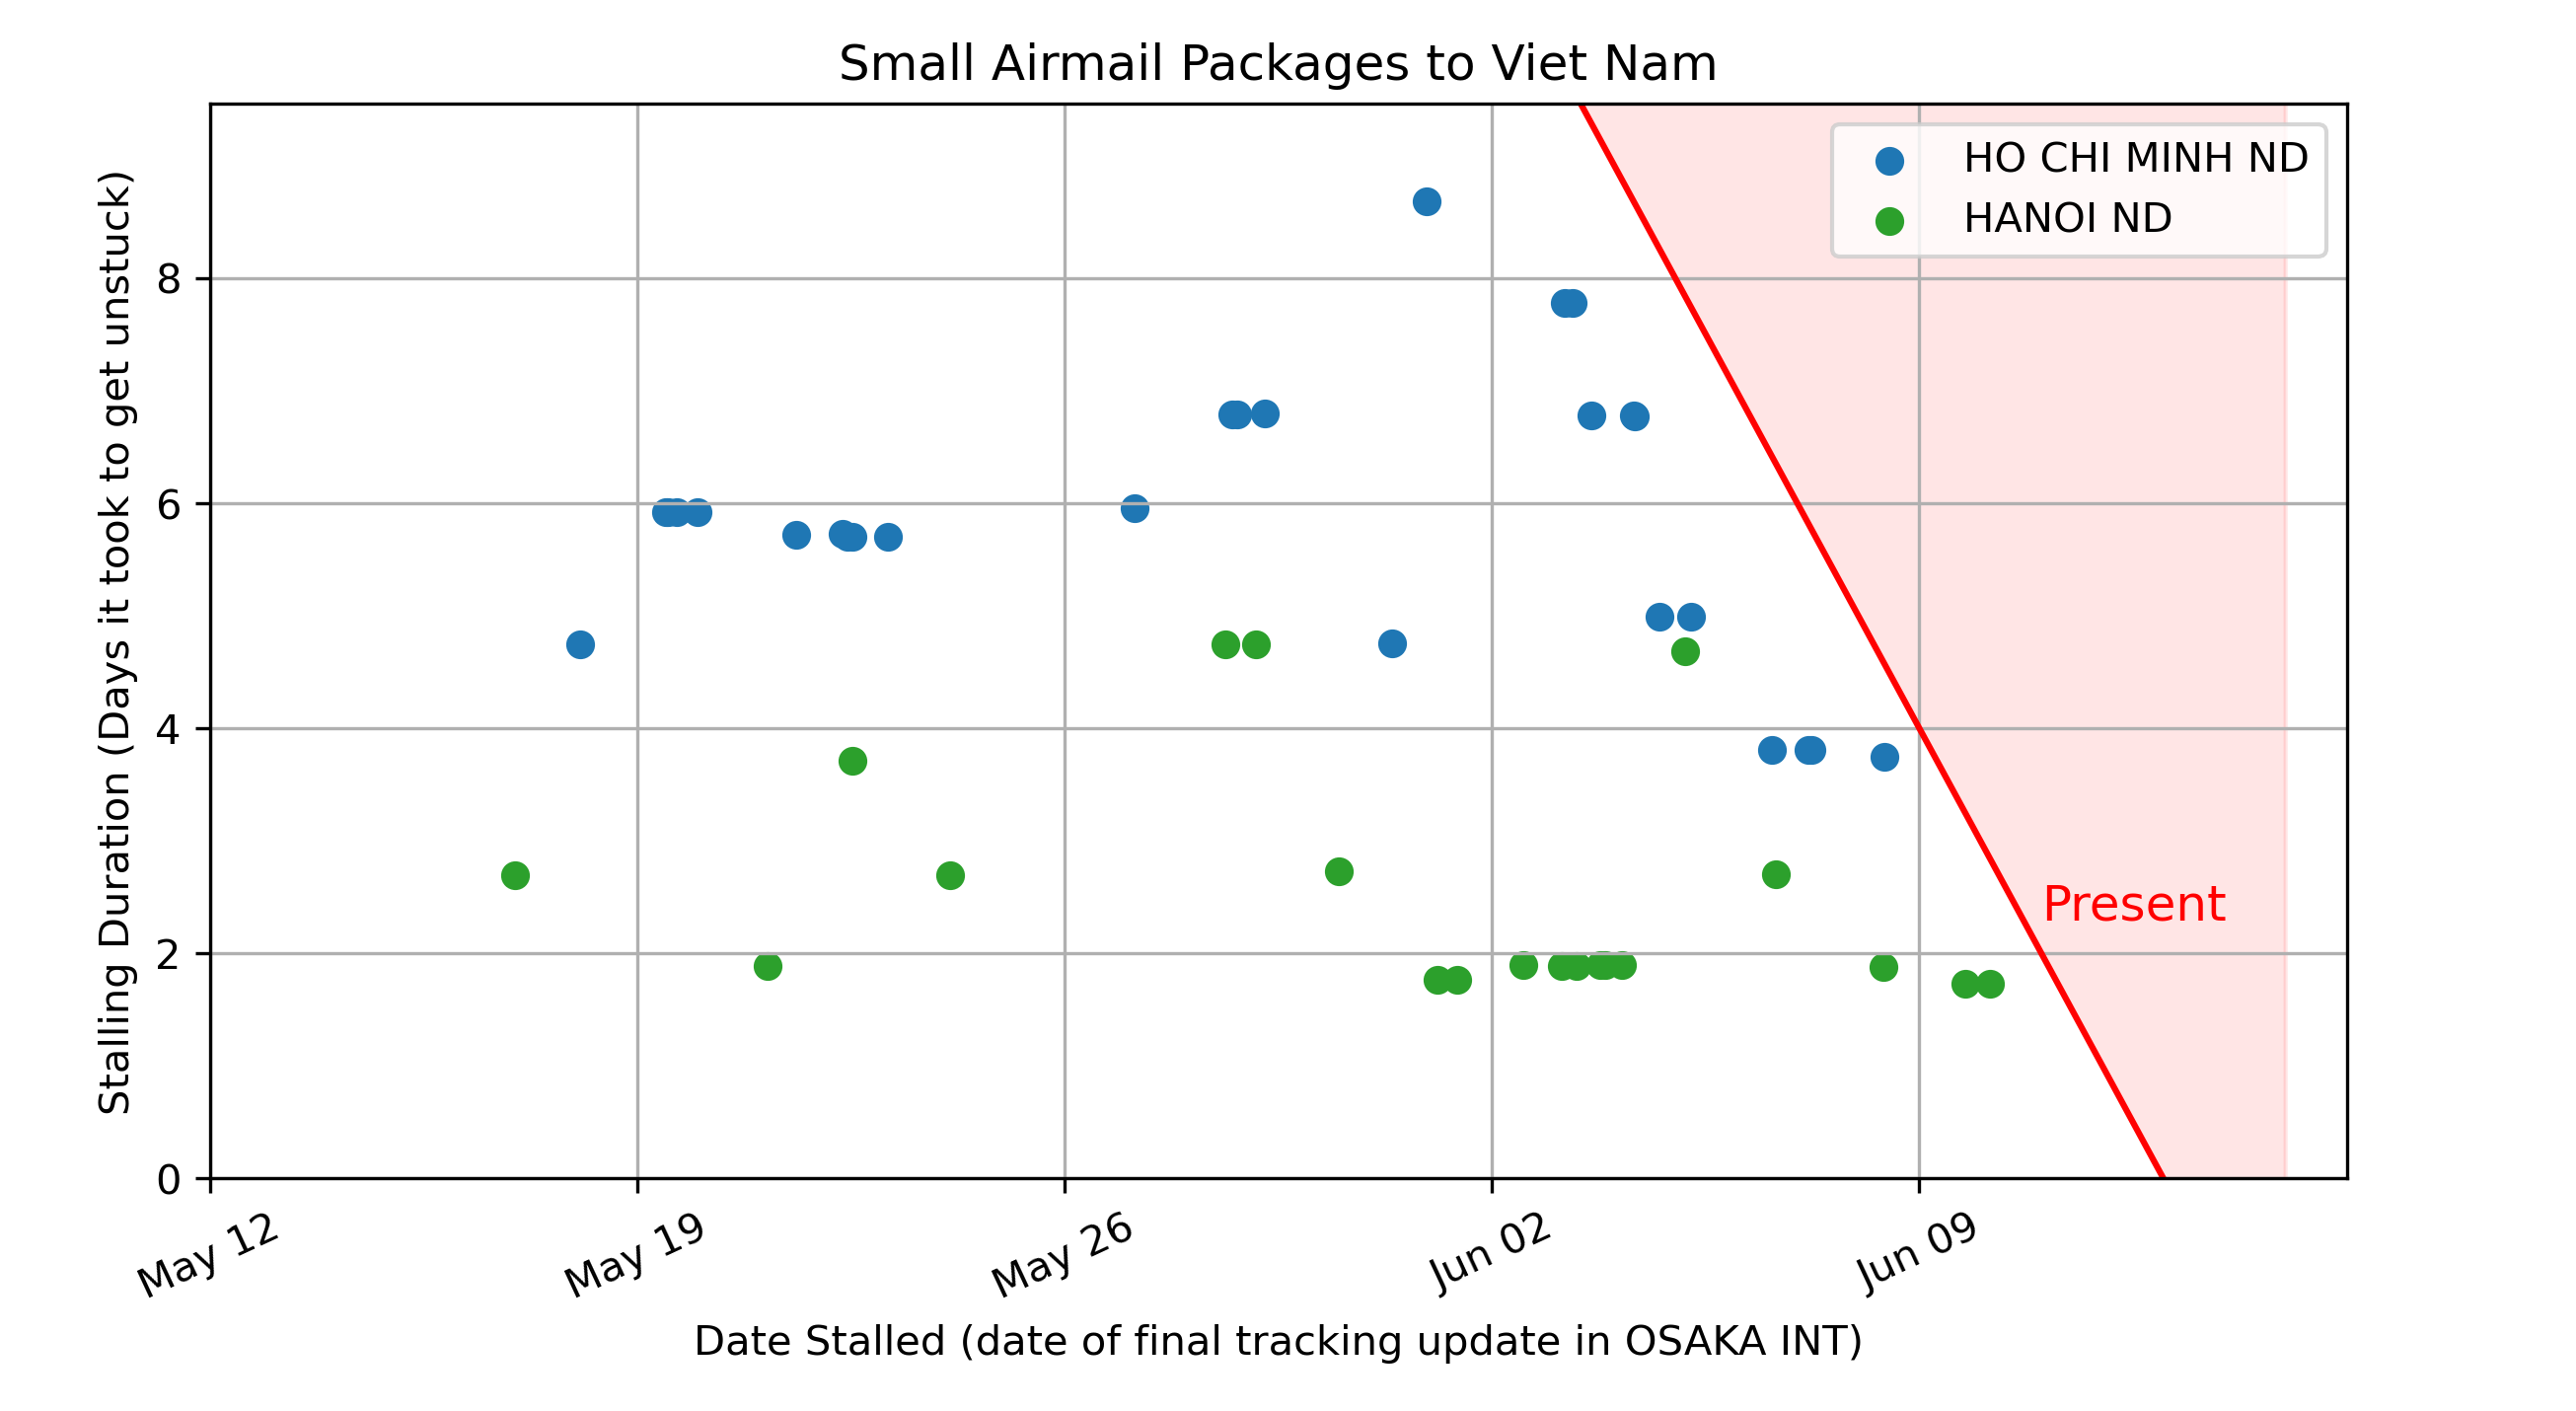 Small Airmail Packages to Viet Nam
HO CHI MINH ND
HANOI ND
Stalling Duration (Days it took to get unstuck)
8
6
4
2
0
Present
May 12
May 19
May 26
Jun 02
Jun 09
Date Stalled (date of final tracking update in OSAKA INT)